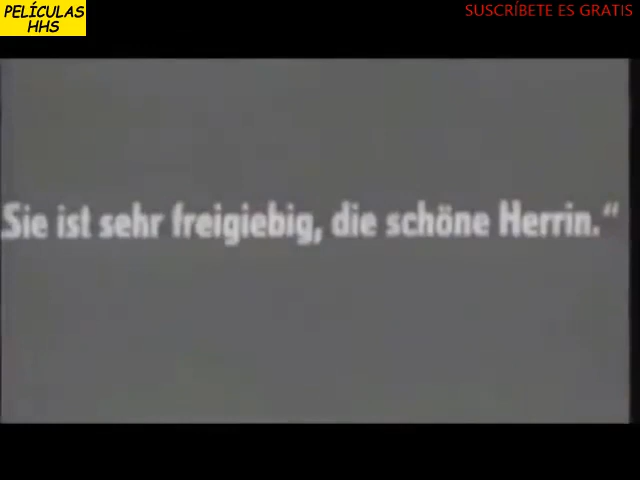 PELÍCULAS
HHS
SUSCRÍBETE ES GRATIS
Sie ist sehr freigiebig, die schöne Herrin.“